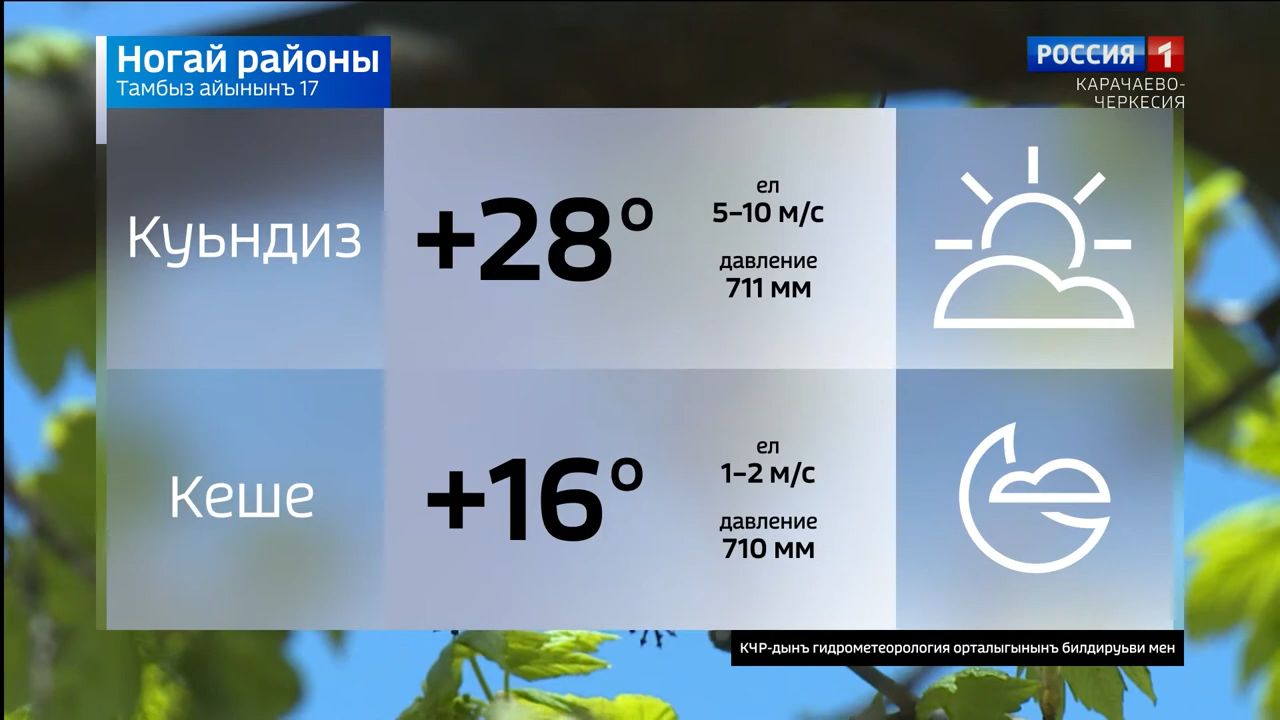 Ногай районы
Тамбыз айынынъ 17
РОССИЯ 1
КАРАЧАЕВО-
ЧЕРКЕСИЯ
Куьндиз
+28°
ел
5–10 м/с
давление
711 мм
Кеше
+16°
ел
1–2 м/с
давление
710 мм
КЧР-дынъ гидрометеорология орталыгынынъ билдируьви мен